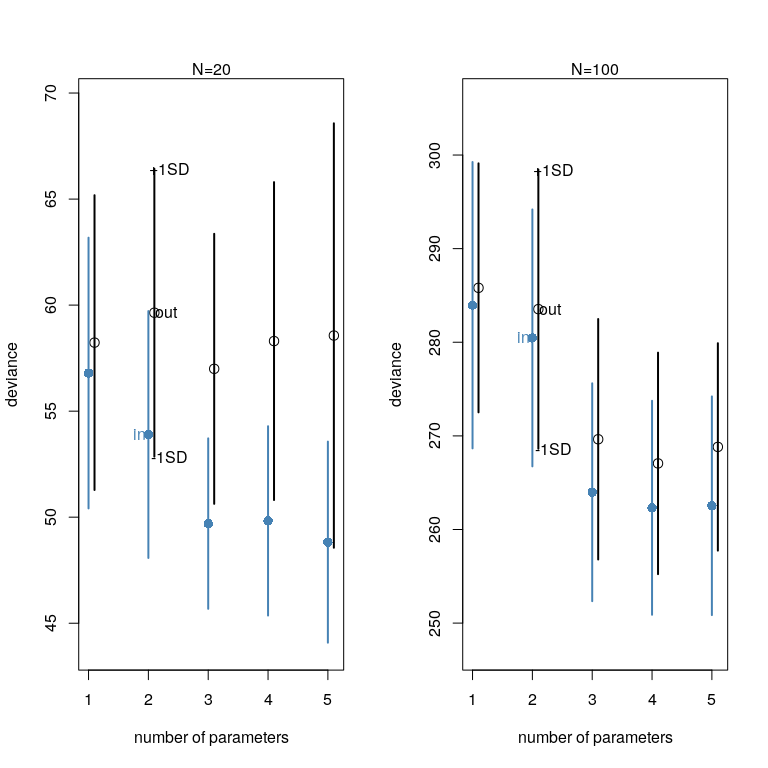 N=20
deviance
70
65
60
55
50
45
+1SD
out
in
-1SD
1 2 3 4 5
number of parameters
N=100
deviance
300
290
280
270
260
250
+1SD
out
in
-1SD
1 2 3 4 5
number of parameters